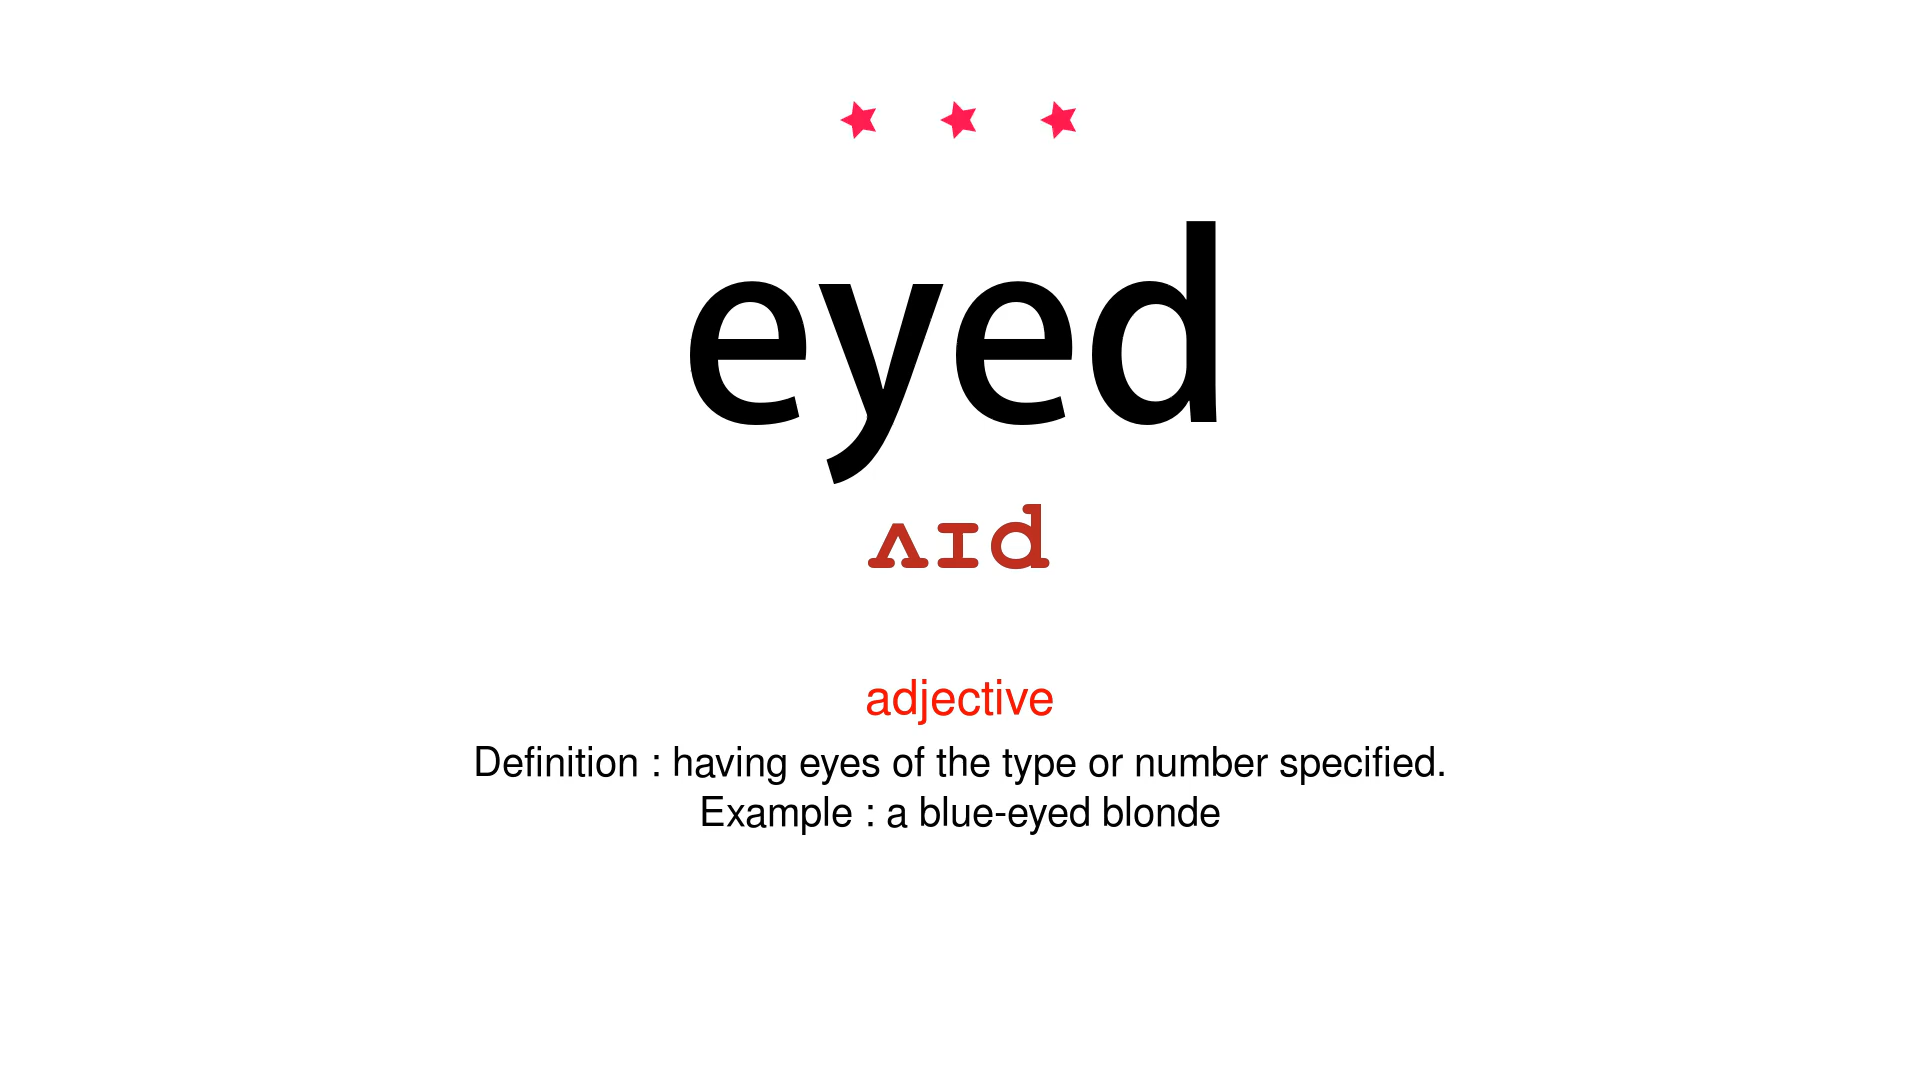 eyed
ʌɪd
adjective
Definition : having eyes of the type or number specified.
Example : a blue-eyed blonde